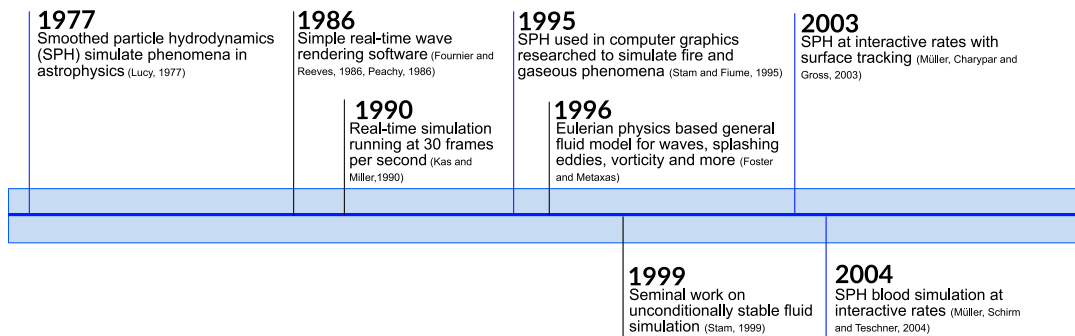 1977
Smoothed particle hydrodynamics
(SPH) simulate phenomena in
astrophysics (Lucy, 1977)
1986
Simple real-time wave
rendering software (Fournier and
Reeves, 1986, Peachy, 1986)
1990
Real-time simulation
running at 30 frames
per second (Kas and
Miller,1990)
1995
SPH used in computer graphics
researched to simulate fire and
gaseous phenomena (Stam and Fiume, 1995)
1996
Eulerian physics based general
fluid model for waves, splashing
eddies, vorticity and more (Foster
and Metaxas)
1999
Seminal work on
unconditionally stable fluid
simulation (Stam, 1999)
2003
SPH at interactive rates with
surface tracking (Müller, Charypar and
Gross, 2003)
2004
SPH blood simulation at
interactive rates (Müller, Schirm
and Teschner, 2004)